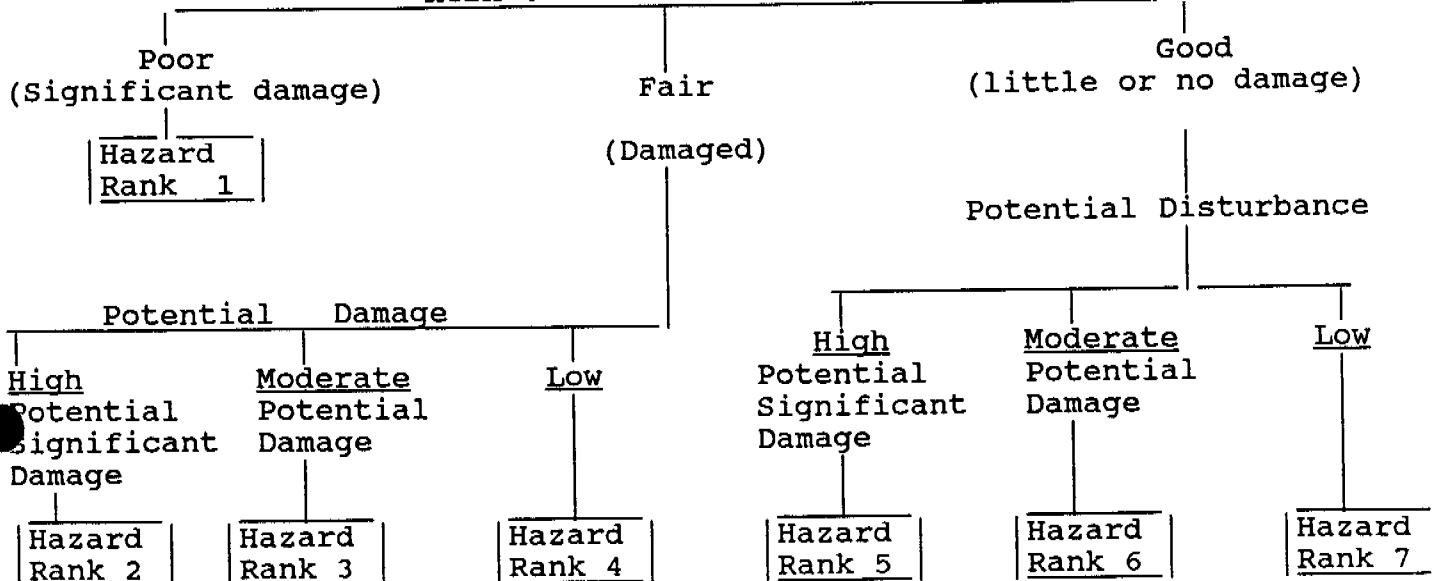 Poor
(Significant damage)
Hazard
Rank 1
Fair
(Damaged)
Good
(little or no damage)
Potential Disturbance
Potential Damage
High
Potential
Significant
Damage
Hazard
Rank 2
Moderate
Potential
Damage
Hazard
Rank 3
Low
Hazard
Rank 4
High
Potential
Significant
Damage
Hazard
Rank 5
Moderate
Potential
Damage
Hazard
Rank 6
Low
Hazard
Rank 7